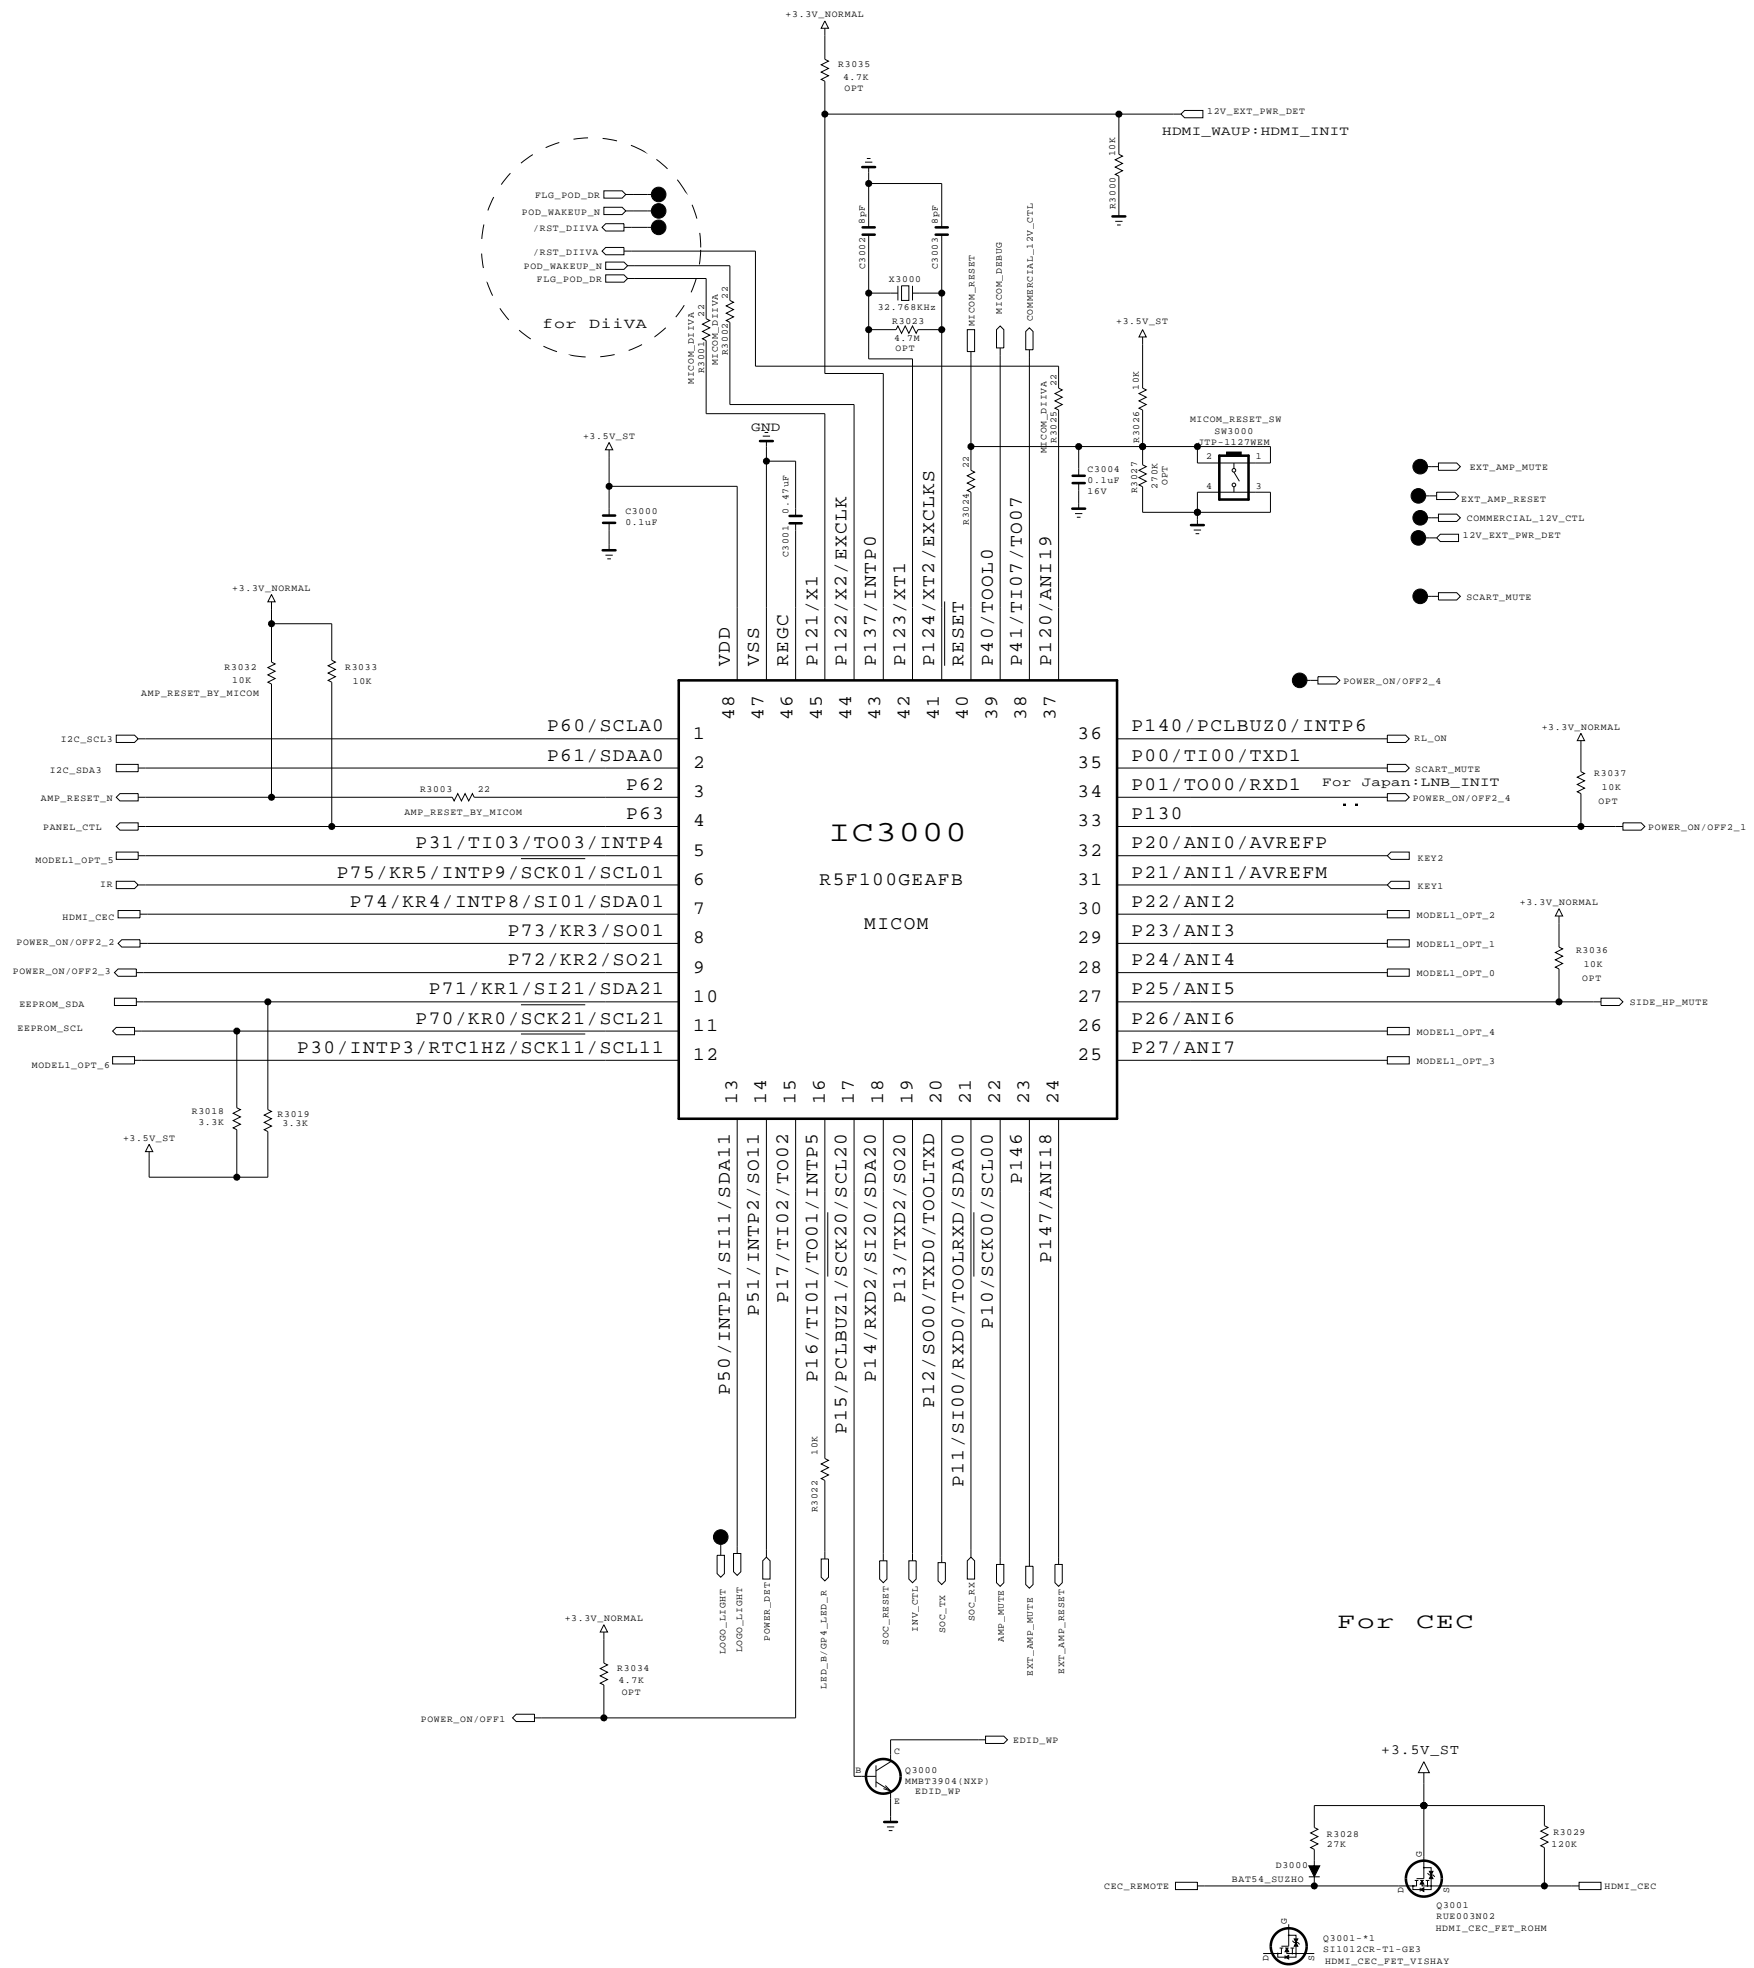 +3.3V_NORMAL
R3035
4.7K
OPT
12V_EXT_PWR_DET
HDMI_WAUP:HDMI_INIT
10K
R3000
FLG_POD_DR
POD_WAKEUP_N
/RST_DIIVA
/RST_DIIVA
POD_WAKEUP_N
FLG_POD_DR
for DiiVA
MICOM_DIIVA
R3001 22
MICOM_DIIVA
R3002 22
C3002 8pF
C3003 8pF
X3000
32.768KHz
R3023
4.7M
OPT
MICOM_RESET
MICOM_DEBUG
COMMERCIAL_12V_CTL
+3.5V_ST
R3026 10K
MICOM_DIIVA
R3025 22
MICOM_RESET_SW
SW3000
JTP-1127WEM
2 1
4 3
R3024 22
C3004
0.1uF
16V
R3027
270K
OPT
+3.5V_ST
C3000
0.1uF
GND
C3001 0.47uF
EXT_AMP_MUTE
EXT_AMP_RESET
COMMERCIAL_12V_CTL
12V_EXT_PWR_DET
SCART_MUTE
POWER_ON/OFF2_4
VDD
VSS
REGC
P121/X1
P122/X2/EXCLK
P137/INTP0
P123/XT1
P124/XT2/EXCLKS
RESET
P40/TOOL0
P41/TI07/TO07
P120/ANI19
48 47 46 45 44 43 42 41 40 39 38 37
+3.3V_NORMAL
R3032
10K
AMP_RESET_BY_MICOM
R3033
10K
I2C_SCL3 P60/SCLA0 1
I2C_SDA3 P61/SDAA0 2
AMP_RESET_N R3003 22 P62 3
AMP_RESET_BY_MICOM
PANEL_CTL P63 4
MODEL1_OPT_5 P31/TI03/TO03/INTP4 5
IR P75/KR5/INTP9/SCK01/SCL01 6
HDMI_CEC P74/KR4/INTP8/SI01/SDA01 7
POWER_ON/OFF2_2 P73/KR3/SO01 8
POWER_ON/OFF2_3 P72/KR2/SO21 9
EEPROM_SDA P71/KR1/SI21/SDA21 10
EEPROM_SCL P70/KR0/SCK21/SCL21 11
MODEL1_OPT_6 P30/INTP3/RTC1HZ/SCK11/SCL11 12
R3018
3.3K
R3019
3.3K
+3.5V_ST
IC3000
R5F100GEAFB
MICOM
36 P140/PCLBUZ0/INTP6 RL_ON
35 P00/TI00/TXD1 SCART_MUTE
34 P01/TO00/RXD1 For Japan:LNB_INIT
POWER_ON/OFF2_4
33 P130 POWER_ON/OFF2_1
32 P20/ANI0/AVREFP KEY2
31 P21/ANI1/AVREFM KEY1
30 P22/ANI2 MODEL1_OPT_2
29 P23/ANI3 MODEL1_OPT_1
28 P24/ANI4 MODEL1_OPT_0
27 P25/ANI5 SIDE_HP_MUTE
26 P26/ANI6 MODEL1_OPT_4
25 P27/ANI7 MODEL1_OPT_3
+3.3V_NORMAL
R3037
10K
OPT
+3.3V_NORMAL
R3036
10K
OPT
13 14 15 16 17 18 19 20 21 22 23 24
P50/INTP1/SI11/SDA11
P51/INTP2/SO11
P17/TI02/TO02
P16/TI01/TO01/INTP5
P15/PCLBUZ1/SCK20/SCL20
P14/RXD2/SI20/SDA20
P13/TXD2/SO20
P12/SO00/TXD0/TOOLTXD
P11/SI00/RXD0/TOOLRXD/SDA00
P10/SCK00/SCL00
P146
P147/ANI18
R3022 10K
LOGO_LIGHT
LOGO_LIGHT
POWER_DET
LED_B/GP4_LED_R
SOC_RESET
INV_CTL
SOC_TX
SOC_RX
AMP_MUTE
EXT_AMP_MUTE
EXT_AMP_RESET
+3.3V_NORMAL
R3034
4.7K
OPT
POWER_ON/OFF1
C
B
E
Q3000
MMBT3904(NXP)
EDID_WP
EDID_WP
For CEC
+3.5V_ST
R3028
27K
R3029
120K
D3000
BAT54_SUZHO
CEC_REMOTE
HDMI_CEC
G
D
S
Q3001
RUE003N02
HDMI_CEC_FET_ROHM
G
D
S
Q3001-*1
SI1012CR-T1-GE3
HDMI_CEC_FET_VISHAY